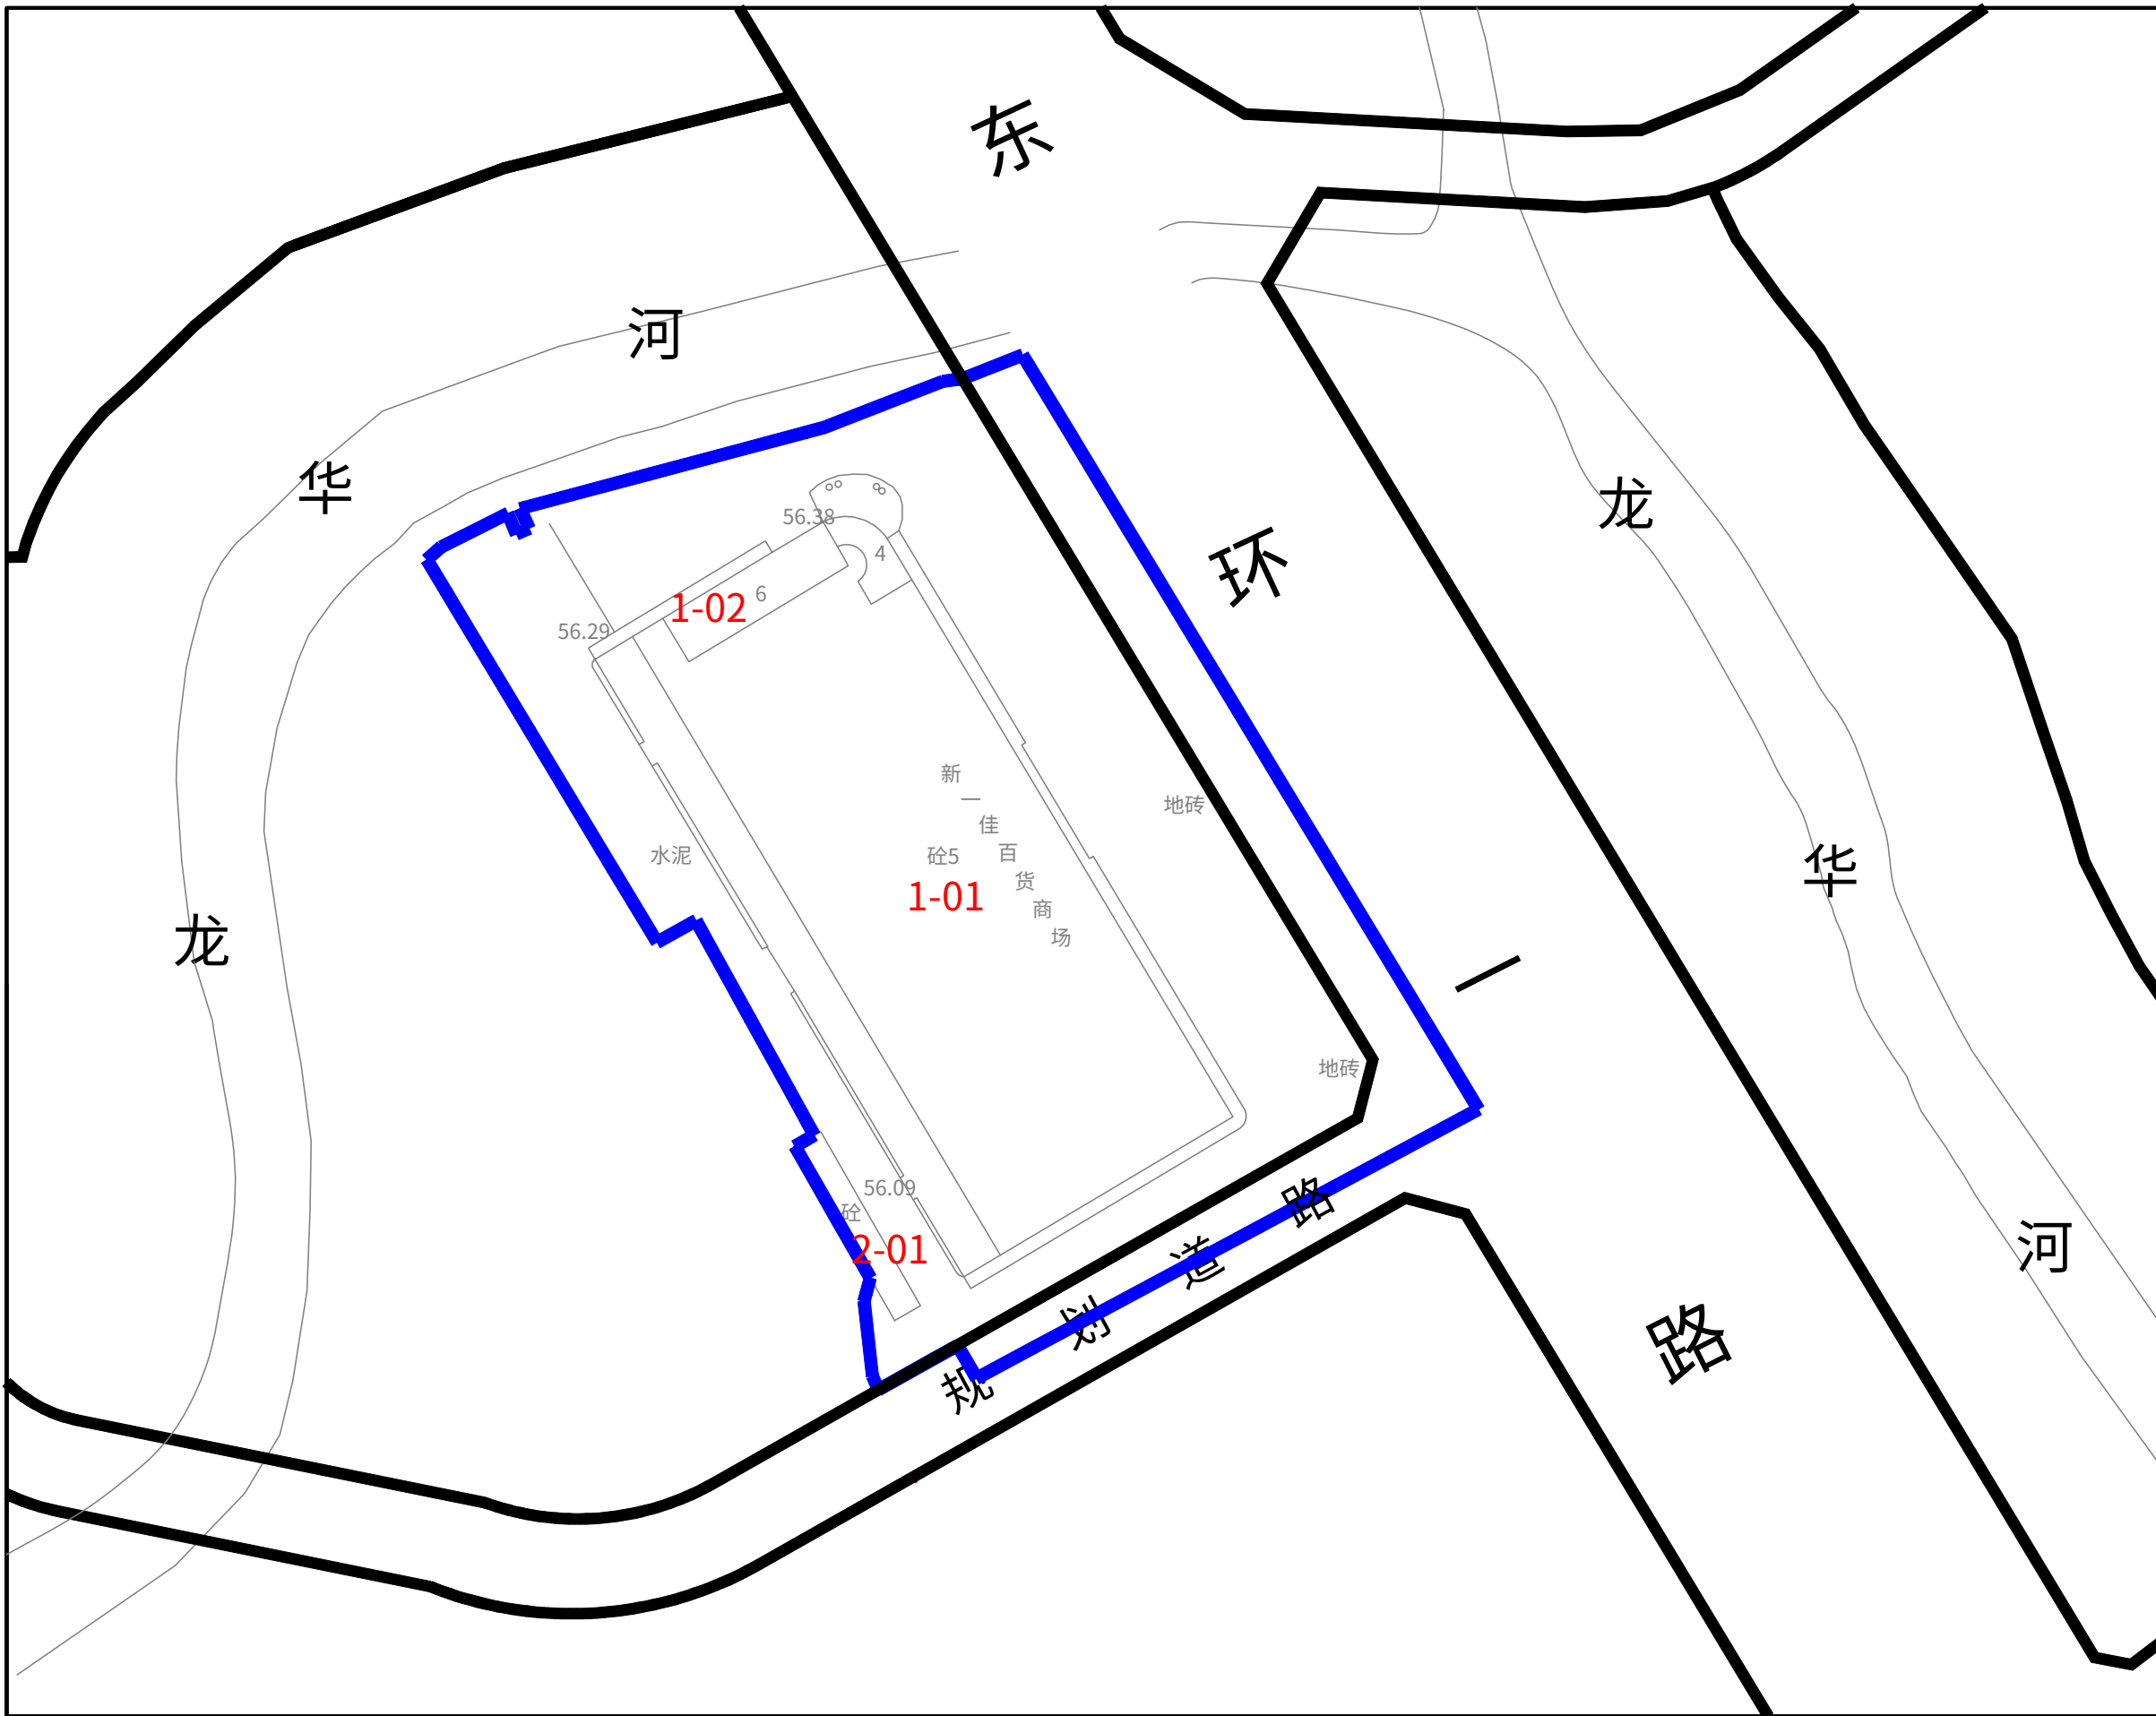 东环一路
龙华河
龙华河
规划道路
56.38
4
6
1-02
56.29
新一佳百货商场
地砖
砼5
水泥
1-01
地砖
56.09
砼
2-01